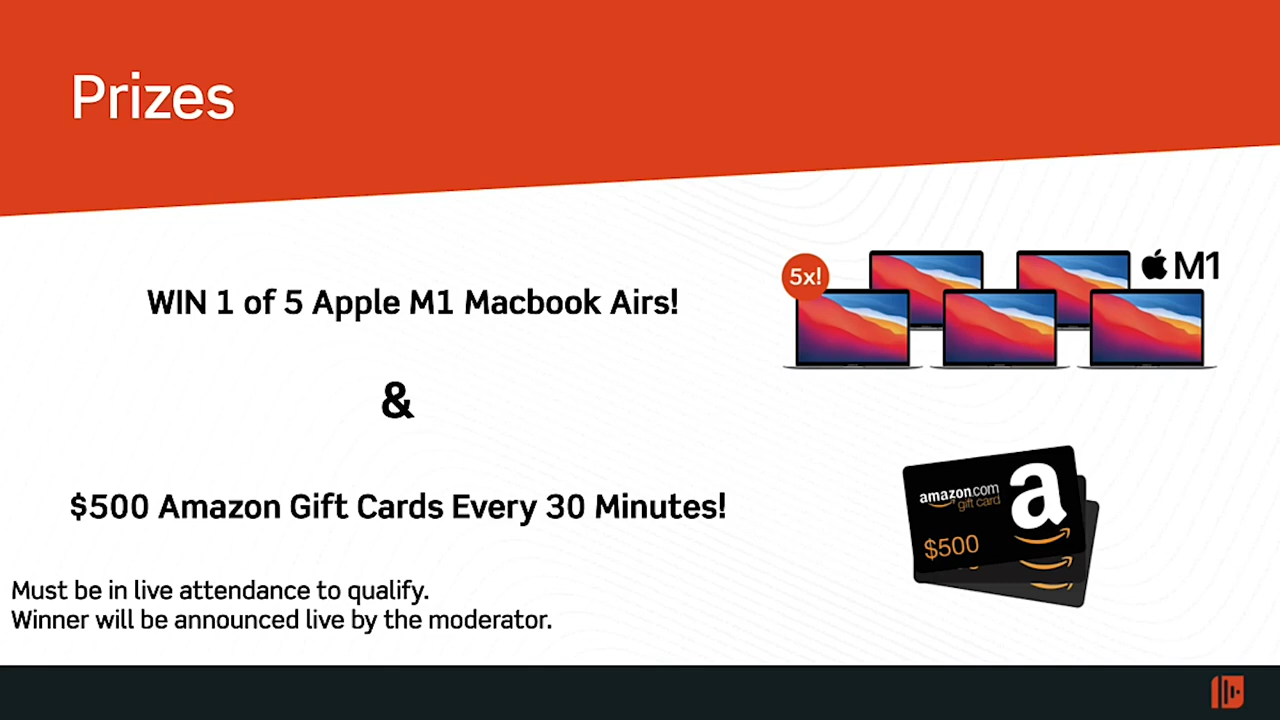 Prizes
WIN 1 of 5 Apple M1 Macbook Airs!
5x!
M1
&
$500 Amazon Gift Cards Every 30 Minutes!
amazon.com
gift card
a
$500
Must be in live attendance to qualify.
Winner will be announced live by the moderator.